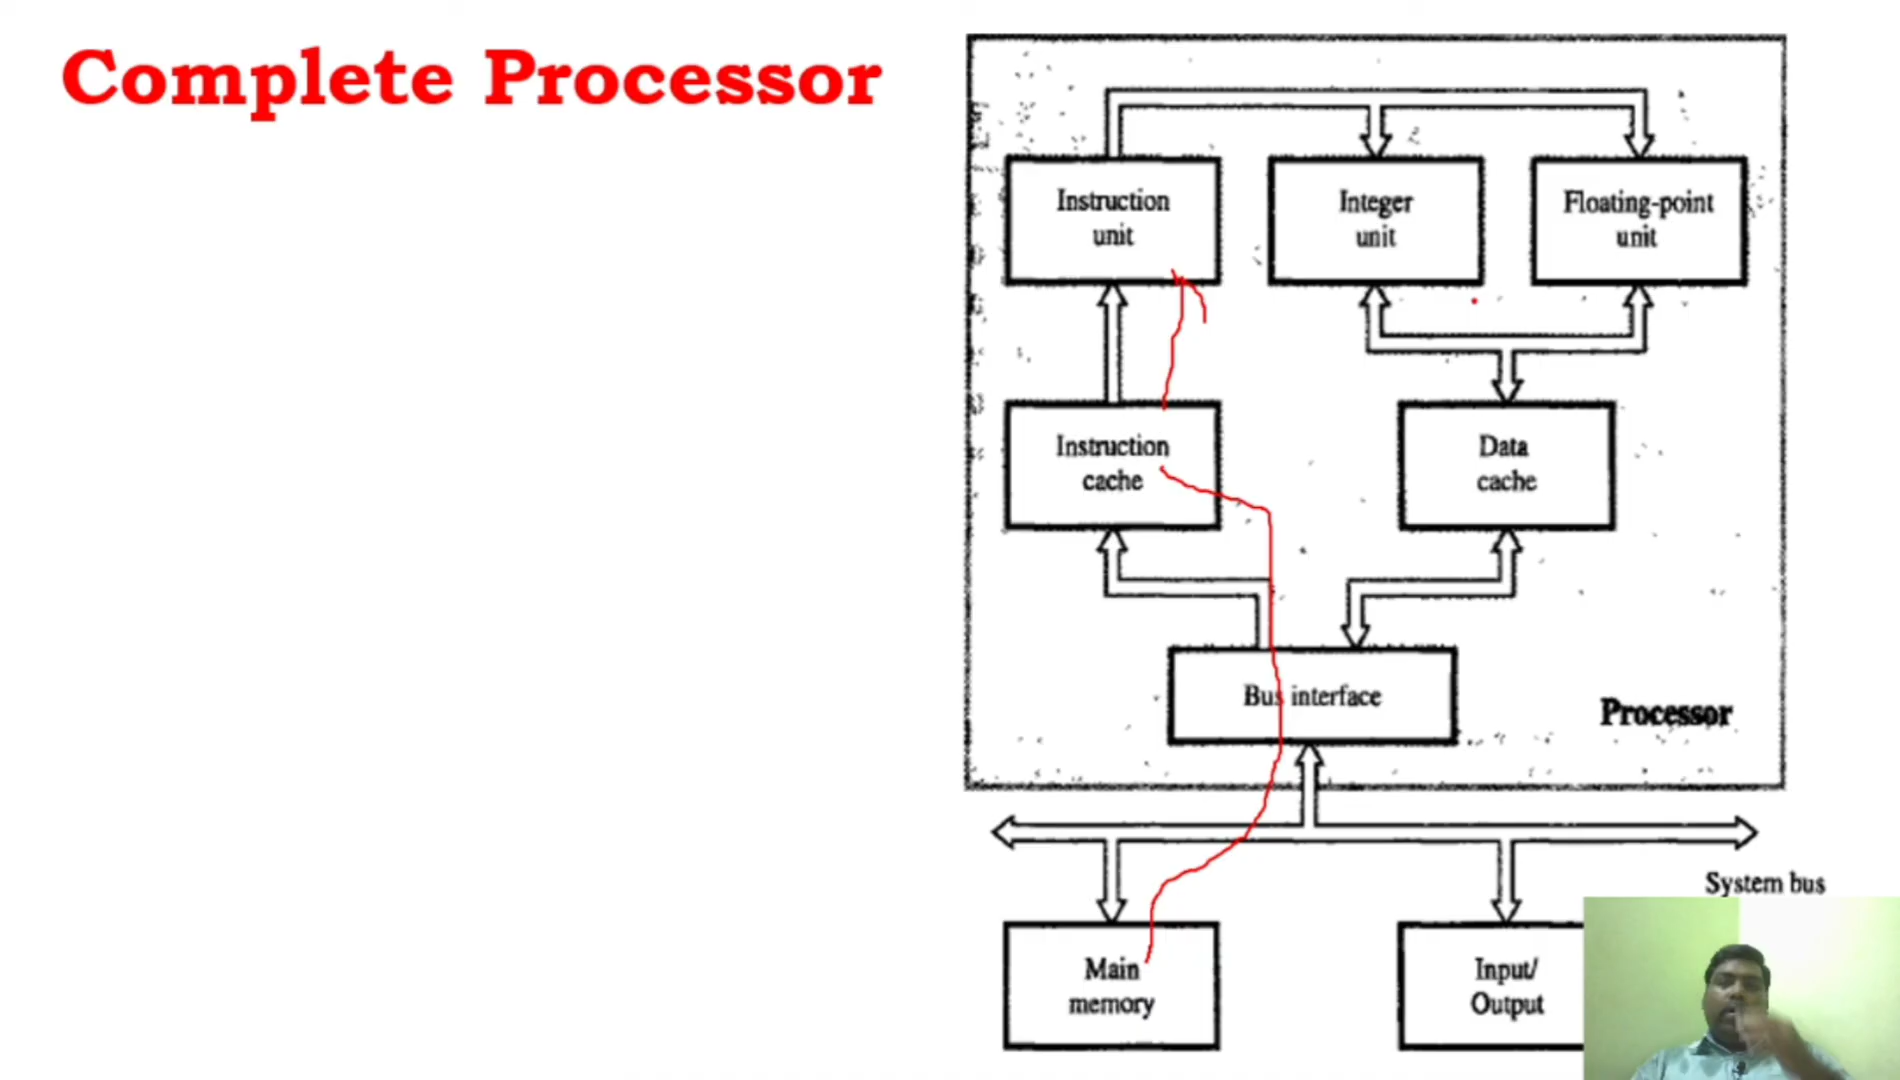 Complete Processor
Instruction
unit
Integer
unit
Floating-point
unit
Instruction
cache
Data
cache
Bus interface
Processor
System bus
Main
memory
Input/
Output